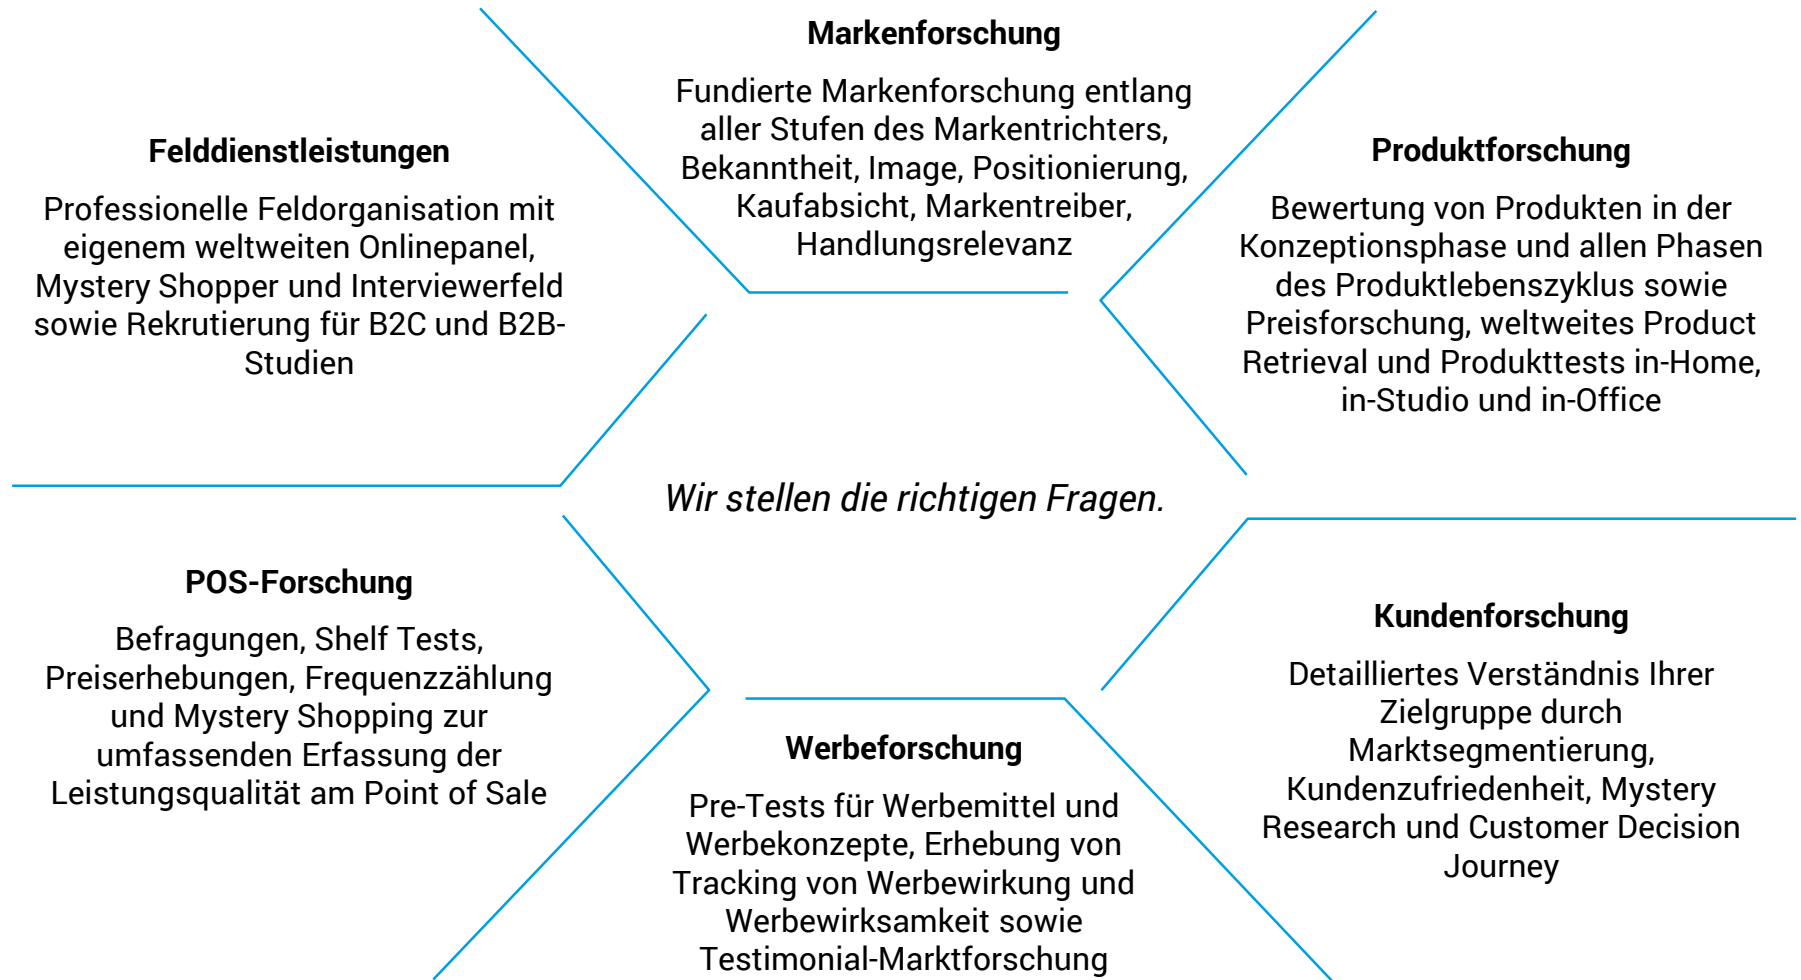 Markenforschung
Fundierte Markenforschung entlang
aller Stufen des Markentrichters,
Bekanntheit, Image, Positionierung,
Kaufabsicht, Markentreiber,
Handlungsrelevanz
Felddienstleistungen
Professionelle Feldorganisation mit
eigenem weltweiten Onlinepanel,
Mystery Shopper und Interviewerfeld
sowie Rekrutierung für B2C und B2B-
Studien
Produktforschung
Bewertung von Produkten in der
Konzeptionsphase und allen Phasen
des Produktlebenszyklus sowie
Preisforschung, weltweites Product
Retrieval und Produkttests in-Home,
in-Studio und in-Office
Wir stellen die richtigen Fragen.
POS-Forschung
Befragungen, Shelf Tests,
Preiserhebungen, Frequenzzählung
und Mystery Shopping zur
umfassenden Erfassung der
Leistungsqualität am Point of Sale
Werbeforschung
Pre-Tests für Werbemittel und
Werbekonzepte, Erhebung von
Tracking von Werbewirkung und
Werbewirksamkeit sowie
Testimonial-Marktforschung
Kundenforschung
Detailliertes Verständnis Ihrer
Zielgruppe durch
Marktsegmentierung,
Kundenzufriedenheit, Mystery
Research und Customer Decision
Journey